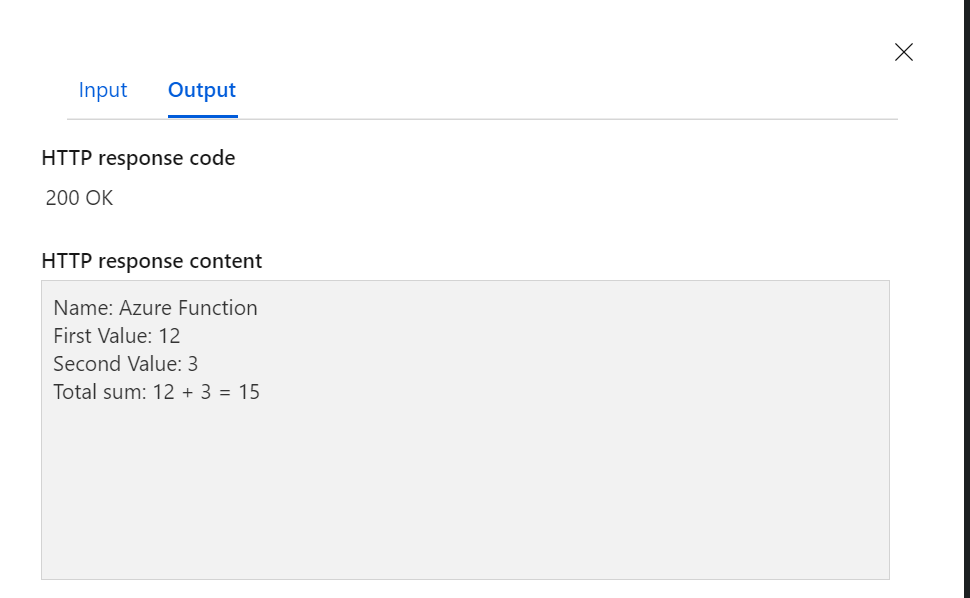 Input Output
HTTP response code
200 OK
HTTP response content
Name: Azure Function
First Value: 12
Second Value: 3
Total sum: 12 + 3 = 15